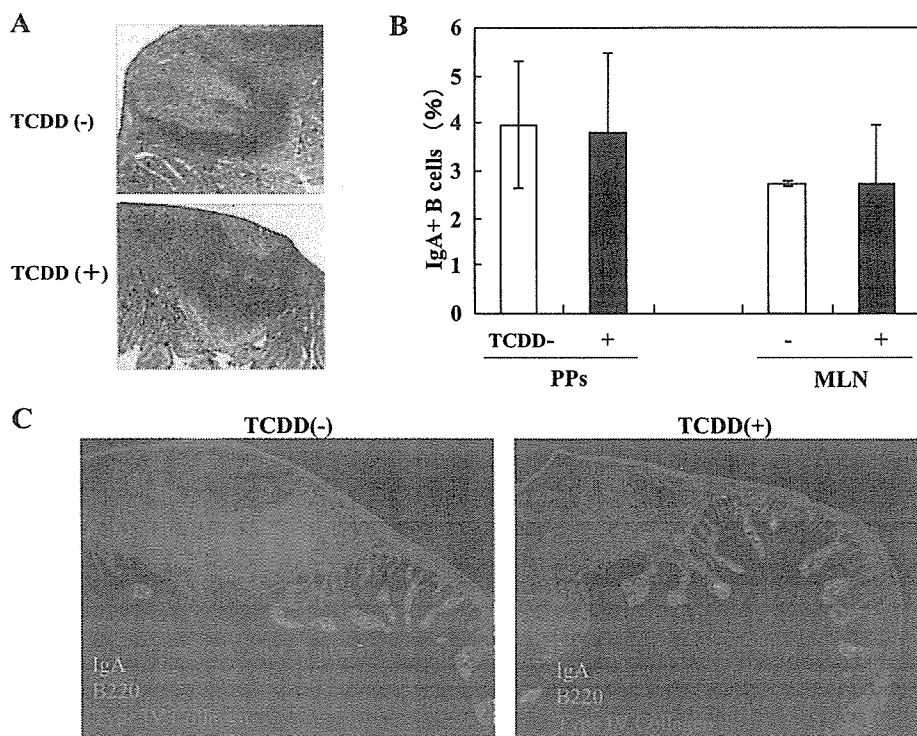 A
TCDD (-)
TCDD (+)
B
IgA+ B cells (%)
6
5
4
3
2
1
0
TCDD-
+
-
+
PPs
MLN
C
TCDD(-)
TCDD(+)
IgA
B220
IgA
B220